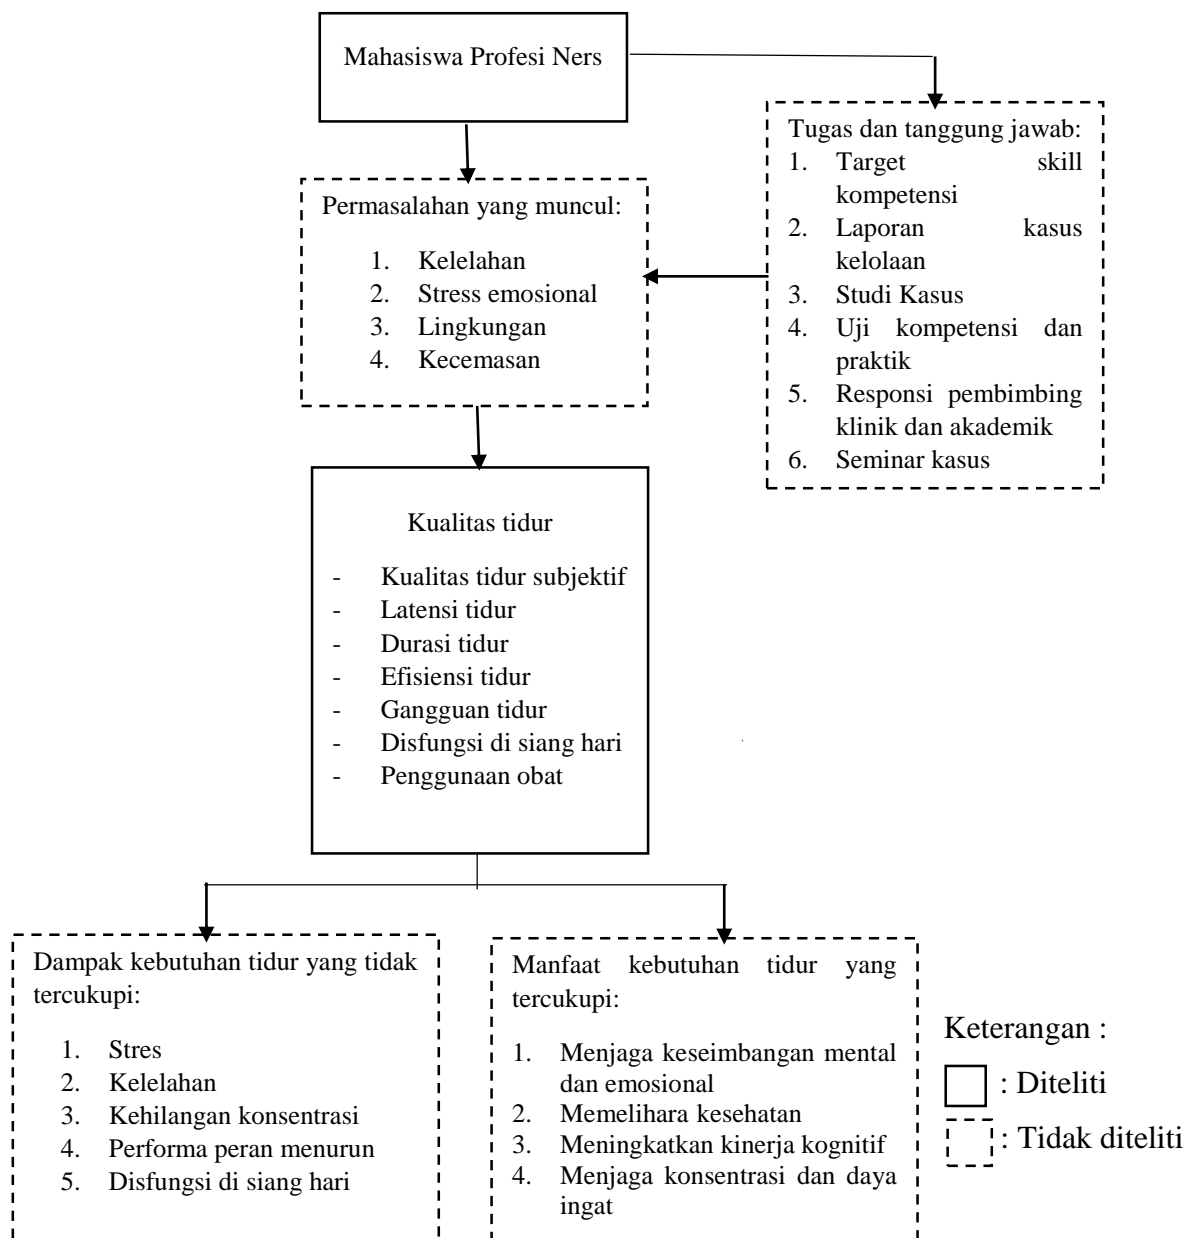 Mahasiswa Profesi Ners
Tugas dan tanggung jawab:
1. Target skill
kompetensi
2. Laporan kasus
kelolaan
3. Studi Kasus
4. Uji kompetensi dan
praktik
5. Responsi pembimbing
klinik dan akademik
6. Seminar kasus
Permasalahan yang muncul:
1. Kelelahan
2. Stress emosional
3. Lingkungan
4. Kecemasan
Kualitas tidur
- Kualitas tidur subjektif
- Latensi tidur
- Durasi tidur
- Efisiensi tidur
- Gangguan tidur
- Disfungsi di siang hari
- Penggunaan obat
Dampak kebutuhan tidur yang tidak
tercukupi:
1. Stres
2. Kelelahan
3. Kehilangan konsentrasi
4. Performa peran menurun
5. Disfungsi di siang hari
Manfaat kebutuhan tidur yang
tercukupi:
1. Menjaga keseimbangan mental
dan emosional
2. Memelihara kesehatan
3. Meningkatkan kinerja kognitif
4. Menjaga konsentrasi dan daya
ingat
Keterangan :
: Diteliti
: Tidak diteliti